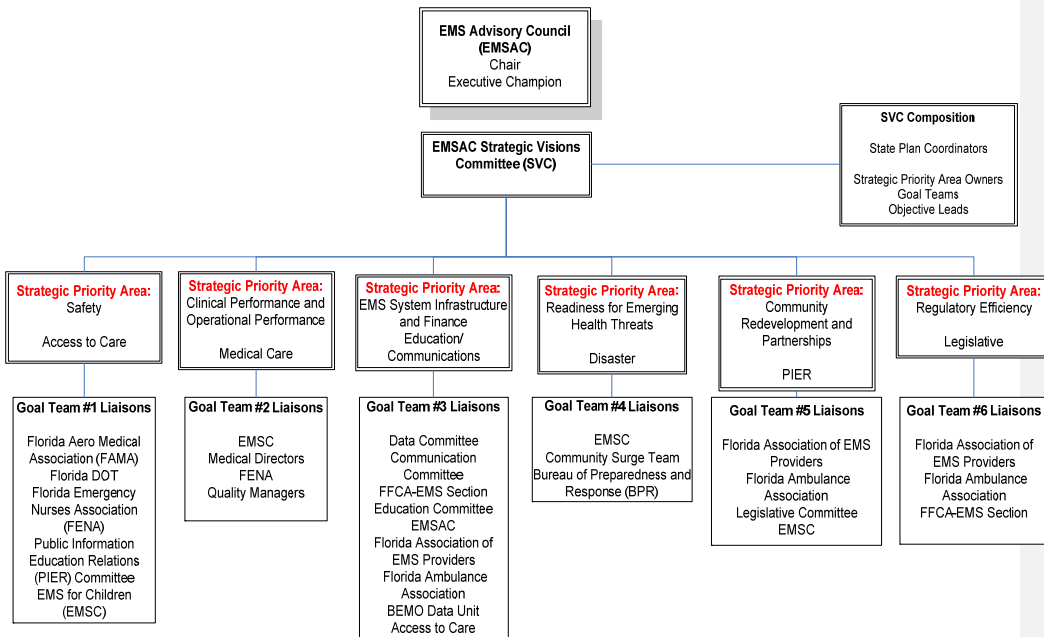 EMS Advisory Council
(EMSAC)
Chair
Executive Champion
EMSAC Strategic Visions
Committee (SVC)
SVC Composition
State Plan Coordinators
Strategic Priority Area Owners
Goal Teams
Objective Leads
Strategic Priority Area:
Safety
Access to Care
Strategic Priority Area:
Clinical Performance and
Operational Performance
Medical Care
Strategic Priority Area:
EMS System Infrastructure
and Finance
Education/
Communications
Strategic Priority Area:
Readiness for Emerging
Health Threats
Disaster
Strategic Priority Area:
Community
Redevelopment and
Partnerships
PIER
Strategic Priority Area:
Regulatory Efficiency
Legislative
Goal Team #1 Liaisons
Florida Aero Medical
Association (FAMA)
Florida DOT
Florida Emergency
Nurses Association
(FENA)
Public Information
Education Relations
(PIER) Committee
EMS for Children
(EMSC)
Goal Team #2 Liaisons
EMSC
Medical Directors
FENA
Quality Managers
Goal Team #3 Liaisons
Data Committee
Communication
Committee
FFCA-EMS Section
Education Committee
EMSAC
Florida Association of
EMS Providers
Florida Ambulance
Association
BEMO Data Unit
Access to Care
Goal Team #4 Liaisons
EMSC
Community Surge Team
Bureau of Preparedness and
Response (BPR)
Goal Team #5 Liaisons
Florida Association of EMS
Providers
Florida Ambulance
Association
Legislative Committee
EMSC
Goal Team #6 Liaisons
Florida Association of
EMS Providers
Florida Ambulance
Association
FFCA-EMS Section